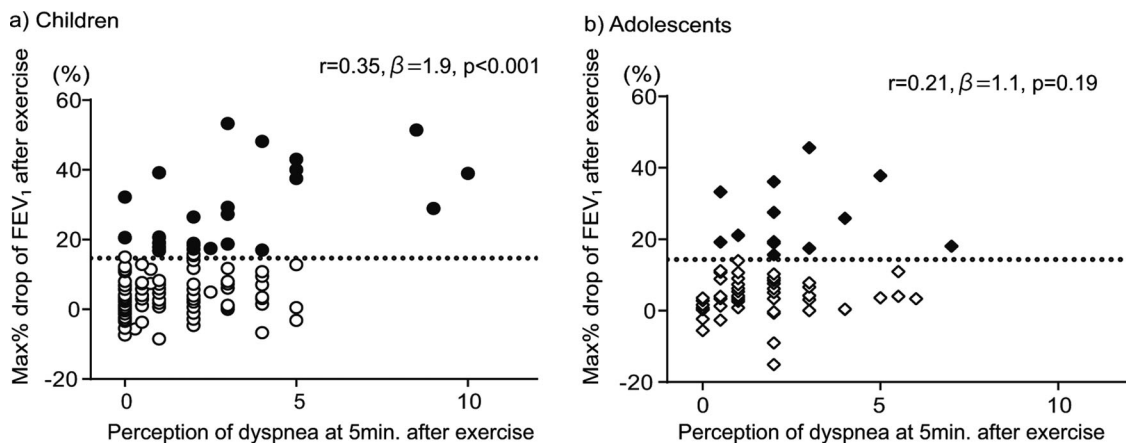 a) Children
r=0.35, β=1.9, p<0.001
(%)
60
40
20
0
-20
Max% drop of FEV₁ after exercise
0 5 10
Perception of dyspnea at 5min. after exercise
b) Adolescents
r=0.21, β=1.1, p=0.19
(%)
60
40
20
0
-20
Max% drop of FEV₁ after exercise
0 5 10
Perception of dyspnea at 5min. after exercise